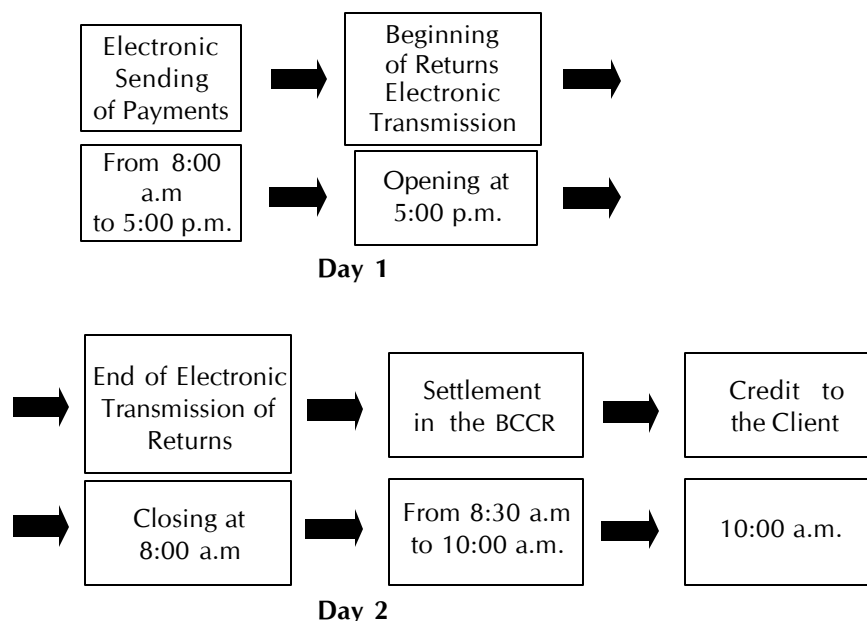 Electronic
Sending
of Payments
Beginning
of Returns
Electronic
Transmission
From 8:00
a.m
to 5:00 p.m.
Opening at
5:00 p.m.
Day 1
End of Electronic
Transmission of
Returns
Settlement
in the BCCR
Credit to
the Client
Closing at
8:00 a.m
From 8:30 a.m
to 10:00 a.m.
10:00 a.m.
Day 2